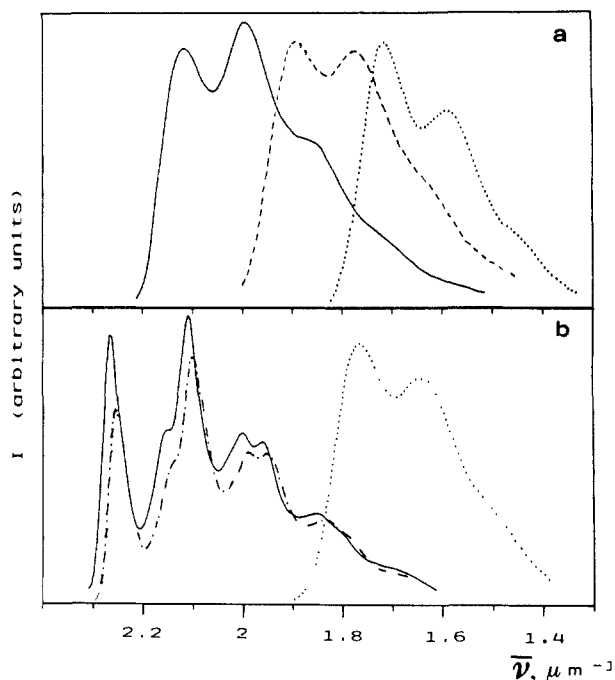 a
I (arbitrary units)
b
2.2 2 1.8 1.6 1.4
ν̅, μm⁻¹